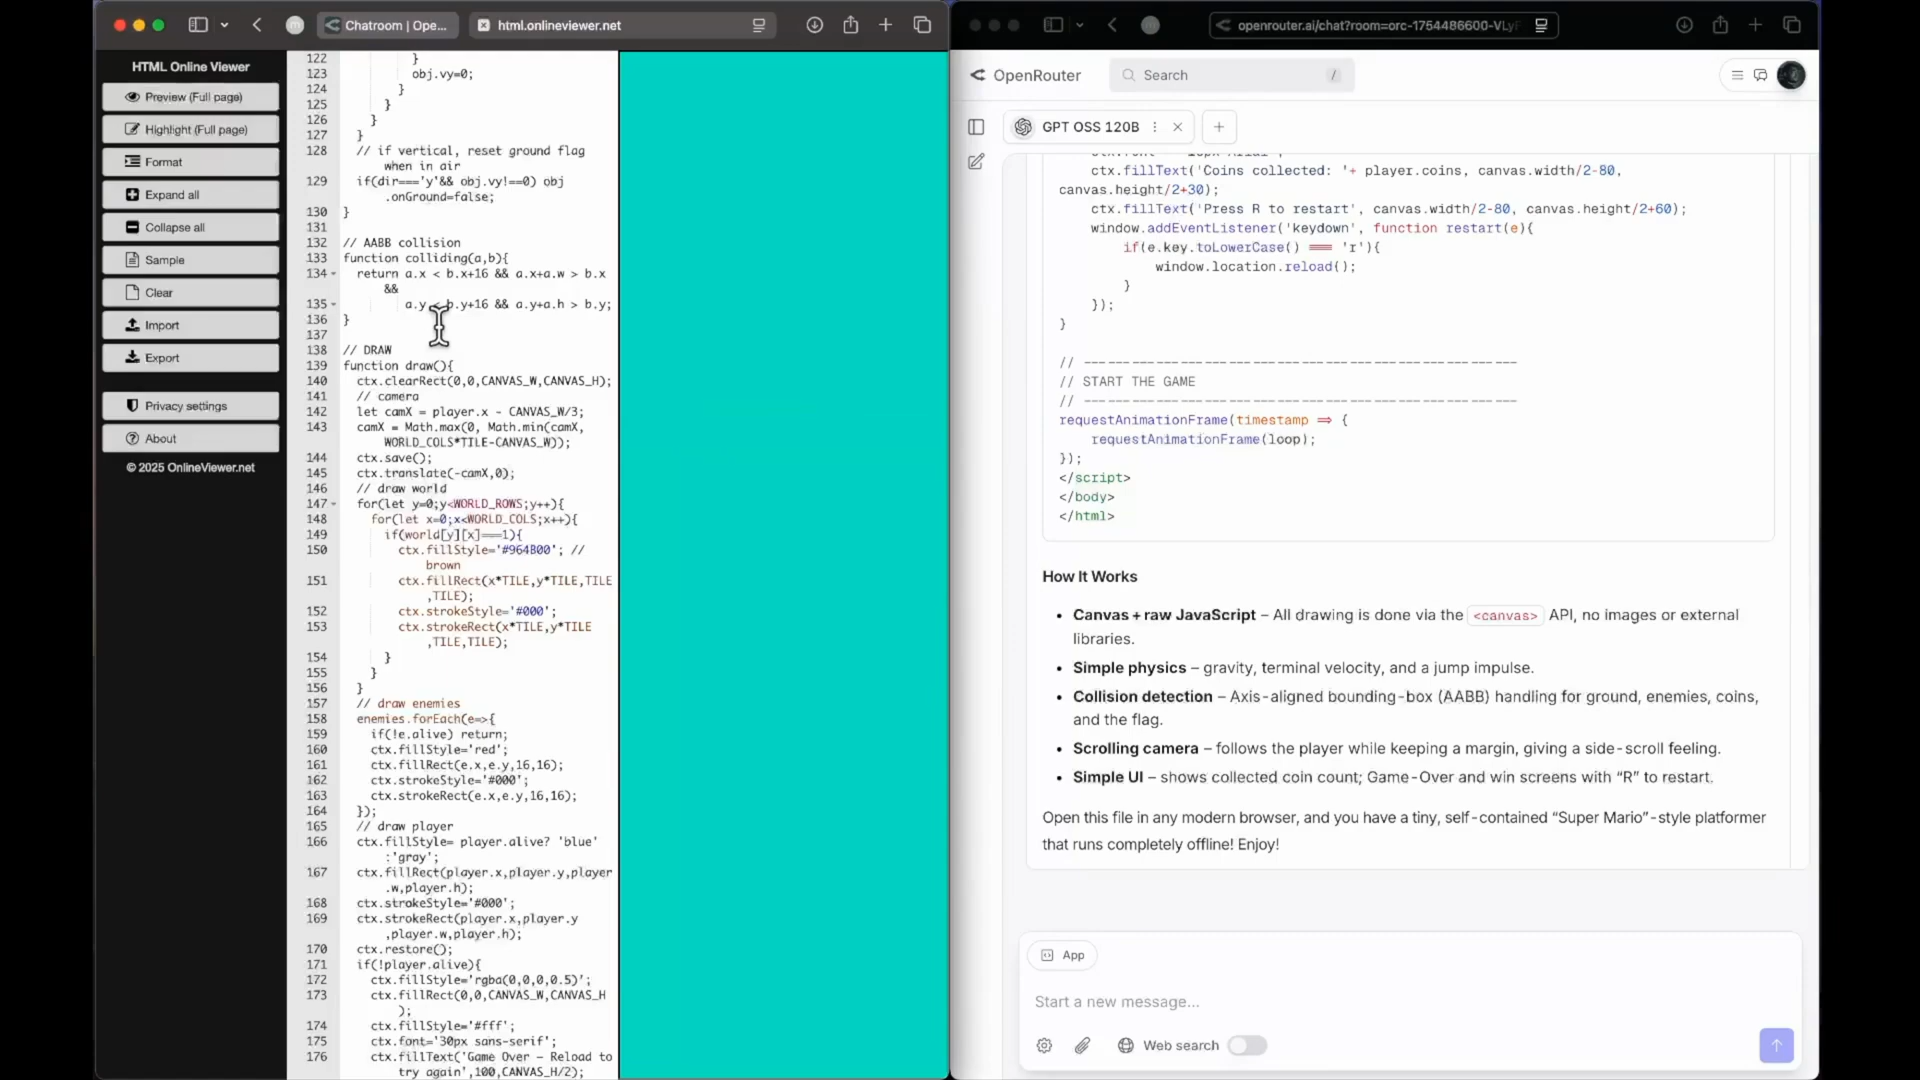 Chatroom | Ope...
html.onlineviewer.net
HTML Online Viewer
Preview (Full page)
Highlight (Full page)
Format
Expand all
Collapse all
Sample
Clear
Import
Export
Privacy settings
About
© 2025 OnlineViewer.net
122 }
123 obj.vy=0;
124 }
125 }
126 }
127 }
128 // if vertical, reset ground flag
when in air
129 if(dir==='y'&& obj.vy!==0) obj
.onGround=false;
130 }
131
132 // AABB collision
133 function colliding(a,b){
134 return a.x < b.x+16 && a.x+a.w > b.x
&&
135 a.y < b.y+16 && a.y+a.h > b.y;
136 }
137
138 // DRAW
139 function draw(){
140 ctx.clearRect(0,0,CANVAS_W,CANVAS_H);
141 // camera
142 let camX = player.x - CANVAS_W/3;
143 camX = Math.max(0, Math.min(camX,
WORLD_COLS*TILE-CANVAS_W));
144 ctx.save();
145 ctx.translate(-camX,0);
146 // draw world
147 for(let y=0;y<WORLD_ROWS;y++){
148 for(let x=0;x<WORLD_COLS;x++){
149 if(world[y][x]===1){
150 ctx.fillStyle='#964B00'; //
brown
151 ctx.fillRect(x*TILE,y*TILE,TILE
,TILE);
152 ctx.strokeStyle='#000';
153 ctx.strokeRect(x*TILE,y*TILE
,TILE,TILE);
154 }
155 }
156 }
157 // draw enemies
158 enemies.forEach(e=>{
159 if(!e.alive) return;
160 ctx.fillStyle='red';
161 ctx.fillRect(e.x,e.y,16,16);
162 ctx.strokeStyle='#000';
163 ctx.strokeRect(e.x,e.y,16,16);
164 });
165 // draw player
166 ctx.fillStyle= player.alive? 'blue'
:'gray';
167 ctx.fillRect(player.x,player.y,player
.w,player.h);
168 ctx.strokeStyle='#000';
169 ctx.strokeRect(player.x,player.y
,player.w,player.h);
170 ctx.restore();
171 if(!player.alive){
172 ctx.fillStyle='rgba(0,0,0,0.5)';
173 ctx.fillRect(0,0,CANVAS_W,CANVAS_H
);
174 ctx.fillStyle='#fff';
175 ctx.font='30px sans-serif';
176 ctx.fillText('Game Over – Reload to
try again',100,CANVAS_H/2);
openrouter.ai/chat?room=orc-1754486600-VLyF
OpenRouter
Search /
GPT OSS 120B
ctx.fillText('Coins collected: '+ player.coins, canvas.width/2-80,
canvas.height/2+30);
ctx.fillText('Press R to restart', canvas.width/2-80, canvas.height/2+60);
window.addEventListener('keydown', function restart(e){
if(e.key.toLowerCase() === 'r'){
window.location.reload();
}
});
}
// ---------------------------------------------------------
// START THE GAME
// ---------------------------------------------------------
requestAnimationFrame(timestamp => {
requestAnimationFrame(loop);
});
</script>
</body>
</html>
How It Works
• Canvas + raw JavaScript – All drawing is done via the <canvas> API, no images or external
libraries.
• Simple physics – gravity, terminal velocity, and a jump impulse.
• Collision detection – Axis-aligned bounding-box (AABB) handling for ground, enemies, coins,
and the flag.
• Scrolling camera – follows the player while keeping a margin, giving a side-scroll feeling.
• Simple UI – shows collected coin count; Game-Over and win screens with “R” to restart.
Open this file in any modern browser, and you have a tiny, self-contained “Super Mario”-style platformer
that runs completely offline! Enjoy!
App
Start a new message...
Web search